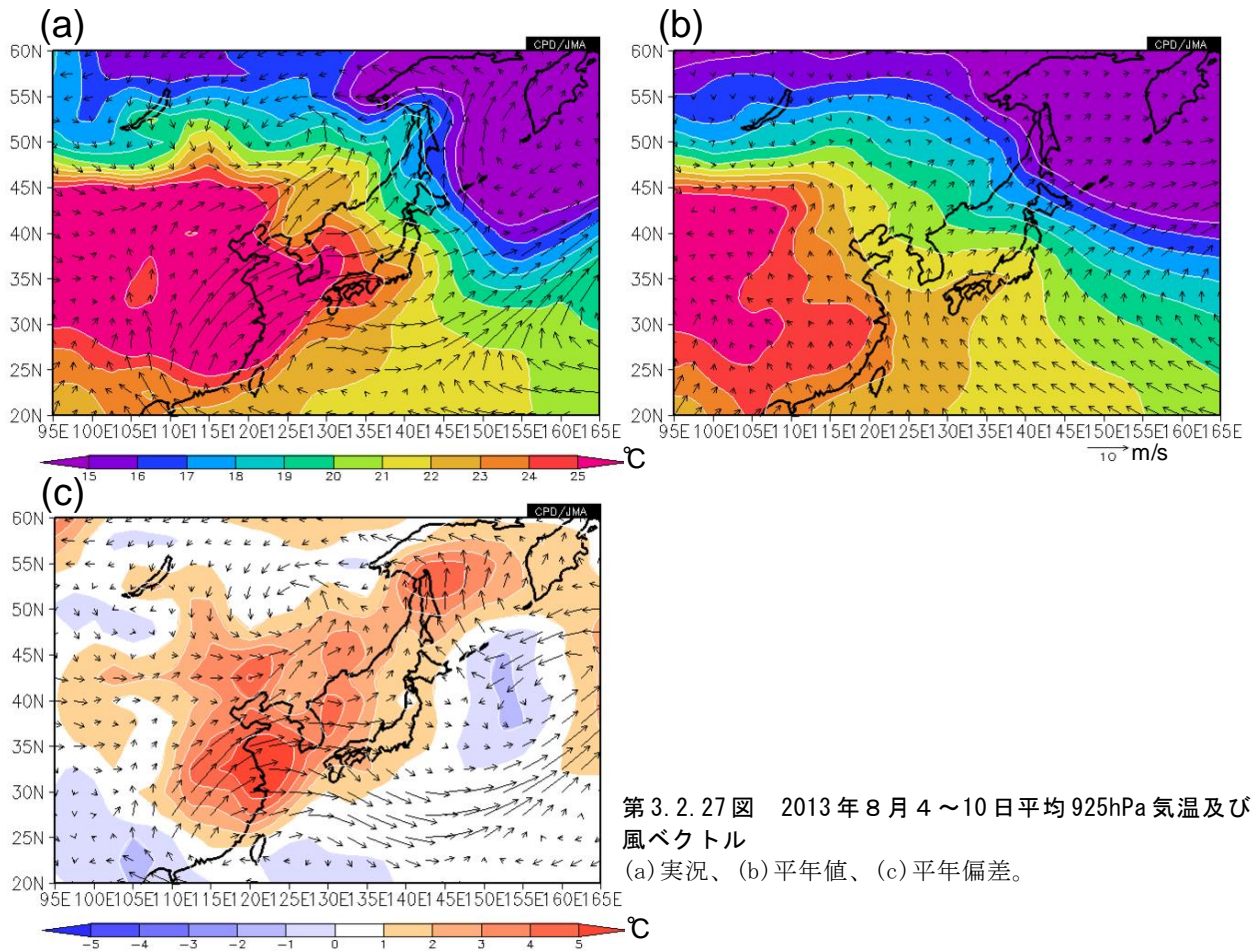 (a)
CPD/JMA
60N
55N
50N
45N
40N
35N
30N
25N
20N
95E 100E105E110E115E120E125E130E135E140E145E150E155E160E165E
15 16 17 18 19 20 21 22 23 24 25 ℃
(b)
CPD/JMA
60N
55N
50N
45N
40N
35N
30N
25N
20N
95E 100E105E110E115E120E125E130E135E140E145E150E155E160E165E
10 m/s
(c)
CPD/JMA
60N
55N
50N
45N
40N
35N
30N
25N
20N
95E 100E105E110E115E120E125E130E135E140E145E150E155E160E165E
-5 -4 -3 -2 -1 0 1 2 3 4 5 ℃
第3.2.27図 2013年8月4～10日平均925hPa気温及び
風ベクトル
(a)実況、(b)平年値、(c)平年偏差。